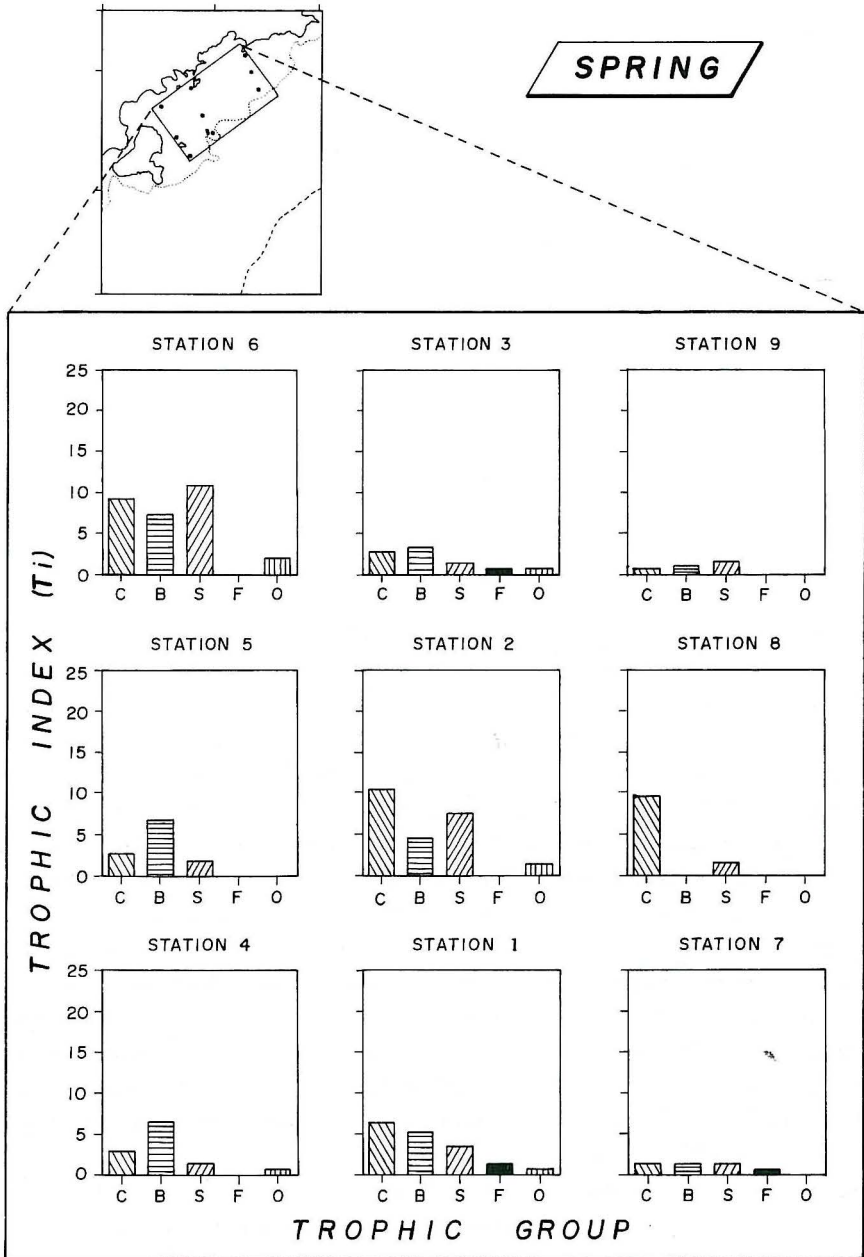 SPRING
STATION 6
STATION 3
STATION 9
25
20
15
10
5
0
C B S F O
C B S F O
C B S F O
STATION 5
STATION 2
STATION 8
25
20
15
10
5
0
C B S F O
C B S F O
C B S F O
STATION 4
STATION 1
STATION 7
25
20
15
10
5
0
C B S F O
C B S F O
C B S F O
TROPHIC INDEX (Ti)
TROPHIC GROUP